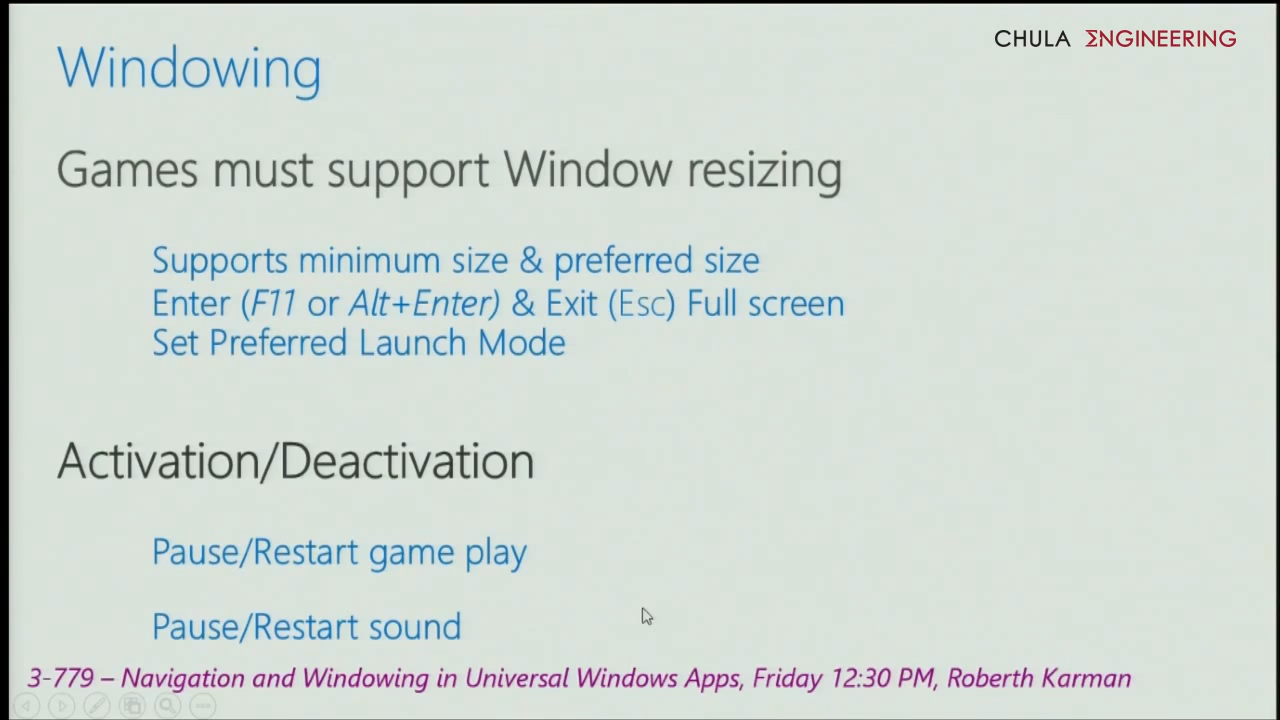 CHULA ΣNGINEERING
Windowing
Games must support Window resizing
Supports minimum size & preferred size
Enter (F11 or Alt+Enter) & Exit (Esc) Full screen
Set Preferred Launch Mode
Activation/Deactivation
Pause/Restart game play
Pause/Restart sound
3-779 – Navigation and Windowing in Universal Windows Apps, Friday 12:30 PM, Roberth Karman